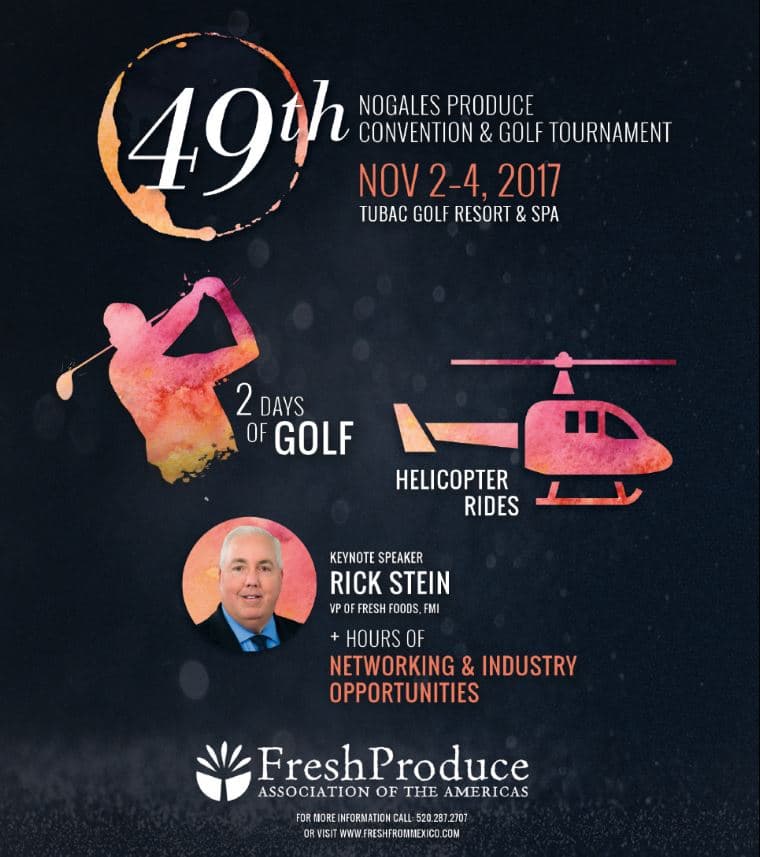 49th
NOGALES PRODUCE
CONVENTION & GOLF TOURNAMENT
NOV 2-4, 2017
TUBAC GOLF RESORT & SPA
2 DAYS
OF GOLF
HELICOPTER
RIDES
KEYNOTE SPEAKER
RICK STEIN
VP OF FRESH FOODS, FMI
+ HOURS OF
NETWORKING & INDUSTRY
OPPORTUNITIES
FreshProduce
ASSOCIATION OF THE AMERICAS
FOR MORE INFORMATION CALL: 520.287.2707
OR VISIT WWW.FRESHFROMMEXICO.COM